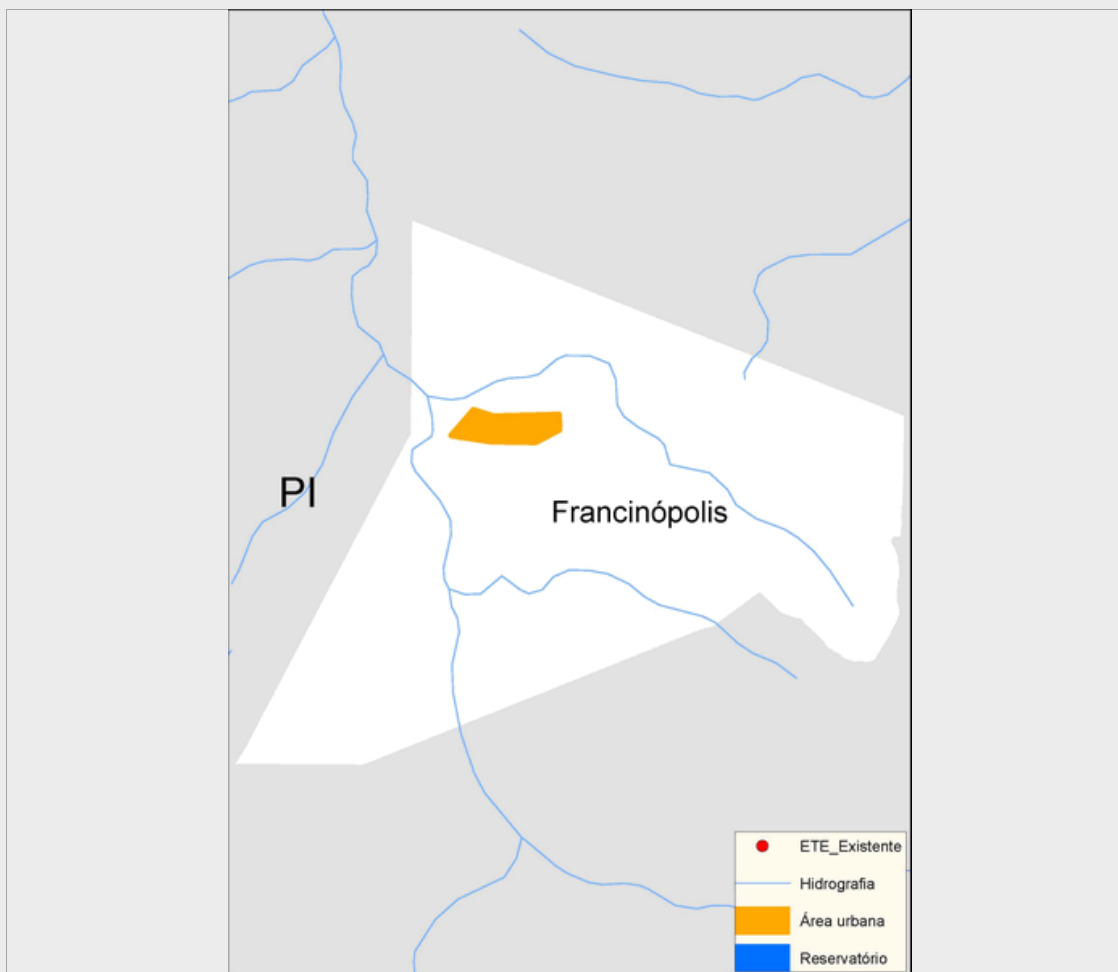 PI
Francinópolis
ETE_Existente
Hidrografia
Área urbana
Reservatório